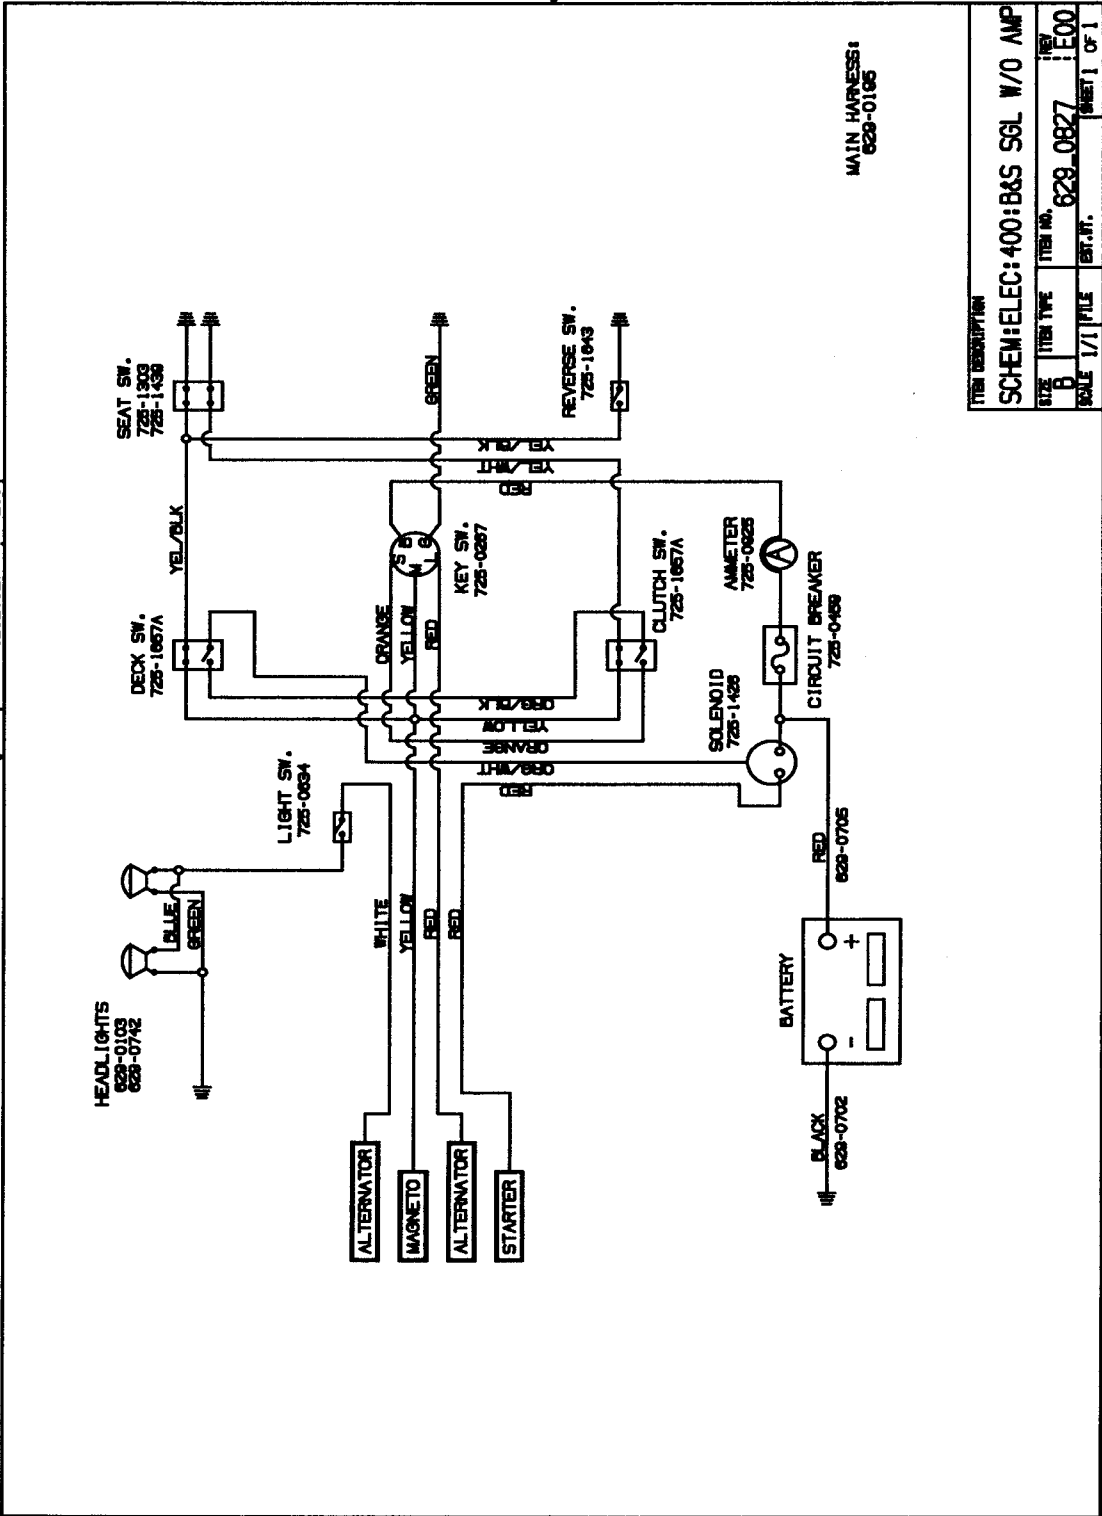 HEADLIGHTS
629-0103
629-0742
BLUE
GREEN
LIGHT SW.
725-0634
DECK SW.
725-1657A
YEL/BLK
SEAT SW.
725-1303
725-1439
ALTERNATOR
MAGNETO
ALTERNATOR
STARTER
WHITE
YELLOW
RED
RED
ORANGE
YELLOW
RED
S
B
M
G
L
KEY SW.
725-0267
GREEN
REVERSE SW.
725-1643
YEL/BLK
YEL/WHT
RED
ORG/BLK
YELLOW
ORANGE
ORG/WHT
RED
CLUTCH SW.
725-1657A
SOLENOID
725-1426
AMMETER
725-0925
A
CIRCUIT BREAKER
725-0459
BATTERY
-
+
BLACK
629-0702
RED
629-0705
MAIN HARNESS:
629-0195
ITEM DESCRIPTION
SCHEM:ELEC:400:B&S SGL W/O AMP
SIZE
B
ITEM TYPE
ITEM NO.
629_0827
REV
E00
SCALE 1/1
FILE
EST.WT.
SHEET 1 OF 1